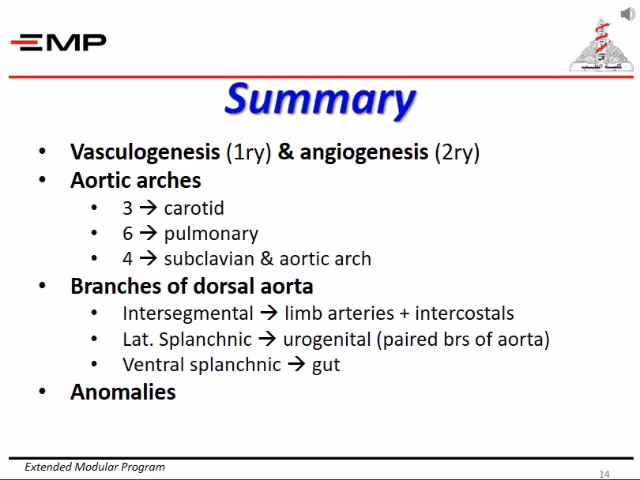 EMP
كلية الطب
Summary
• Vasculogenesis (1ry) & angiogenesis (2ry)
• Aortic arches
• 3 → carotid
• 6 → pulmonary
• 4 → subclavian & aortic arch
• Branches of dorsal aorta
• Intersegmental → limb arteries + intercostals
• Lat. Splanchnic → urogenital (paired brs of aorta)
• Ventral splanchnic → gut
• Anomalies
Extended Modular Program
14